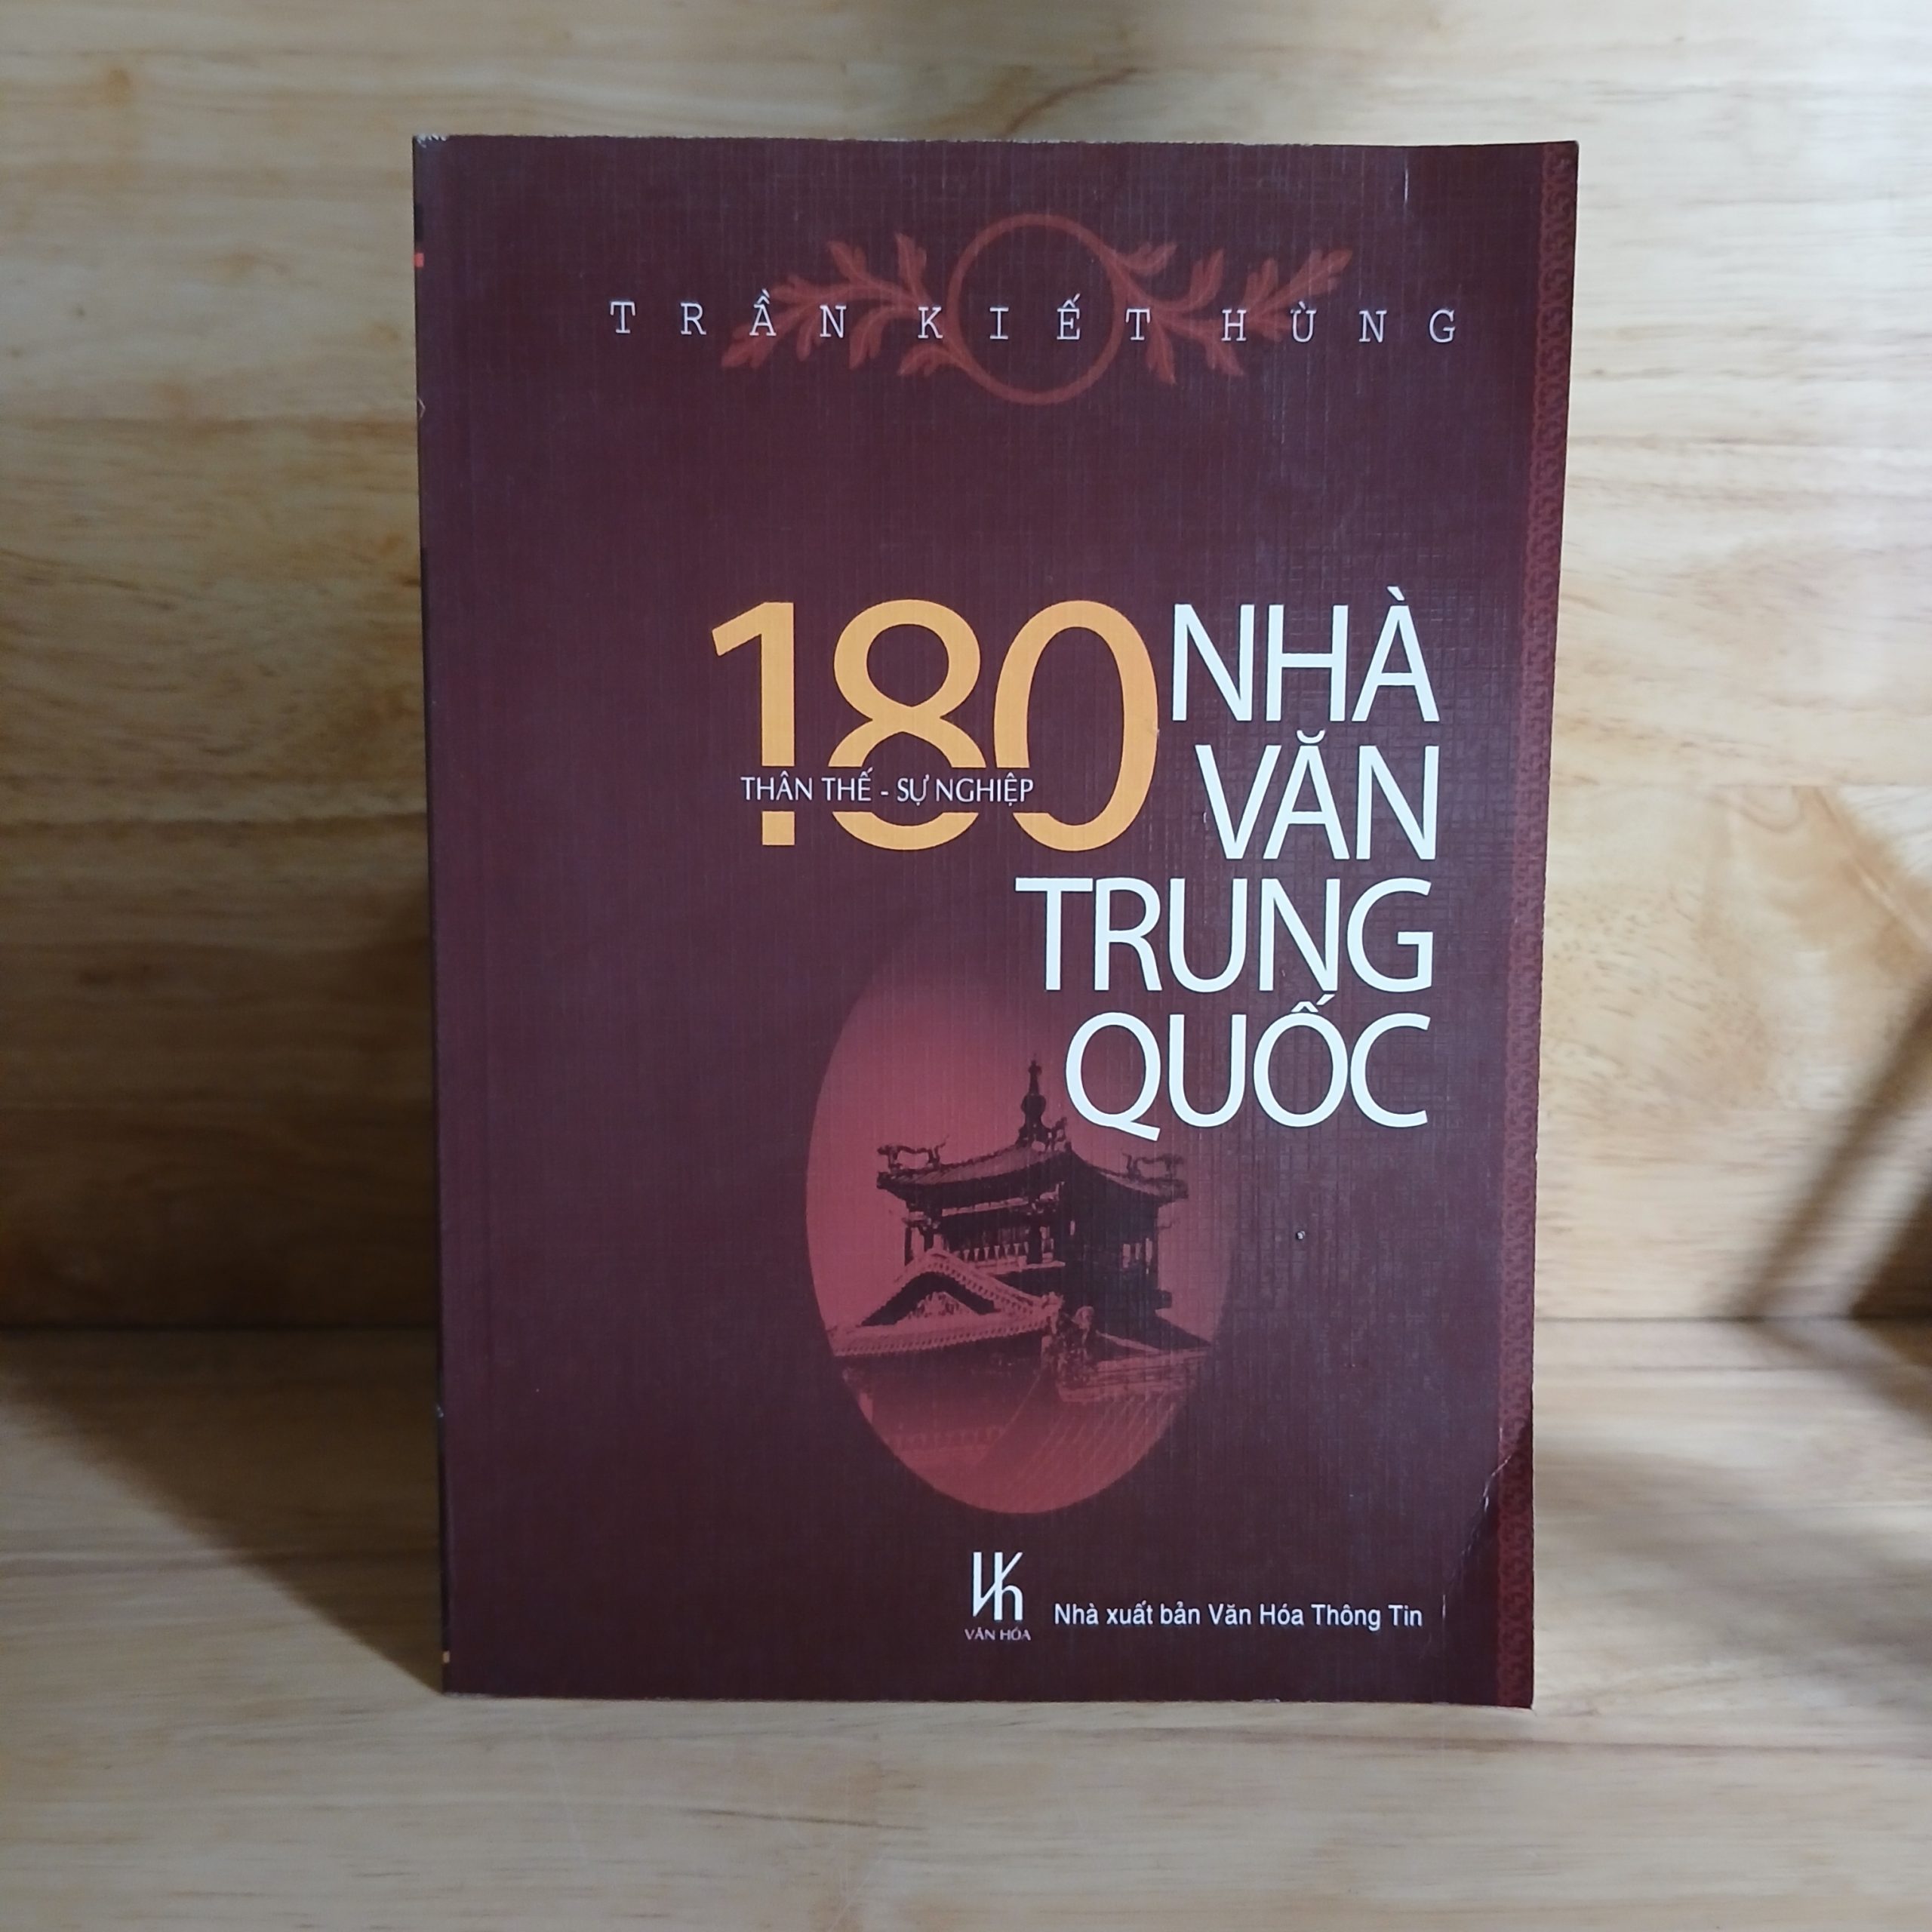 TRẦN KIẾT HÙNG
180 NHÀ
VĂN
THÂN THẾ - SỰ NGHIỆP
TRUNG
QUỐC
Vh
VĂN HÓA
Nhà xuất bản Văn Hóa Thông Tin